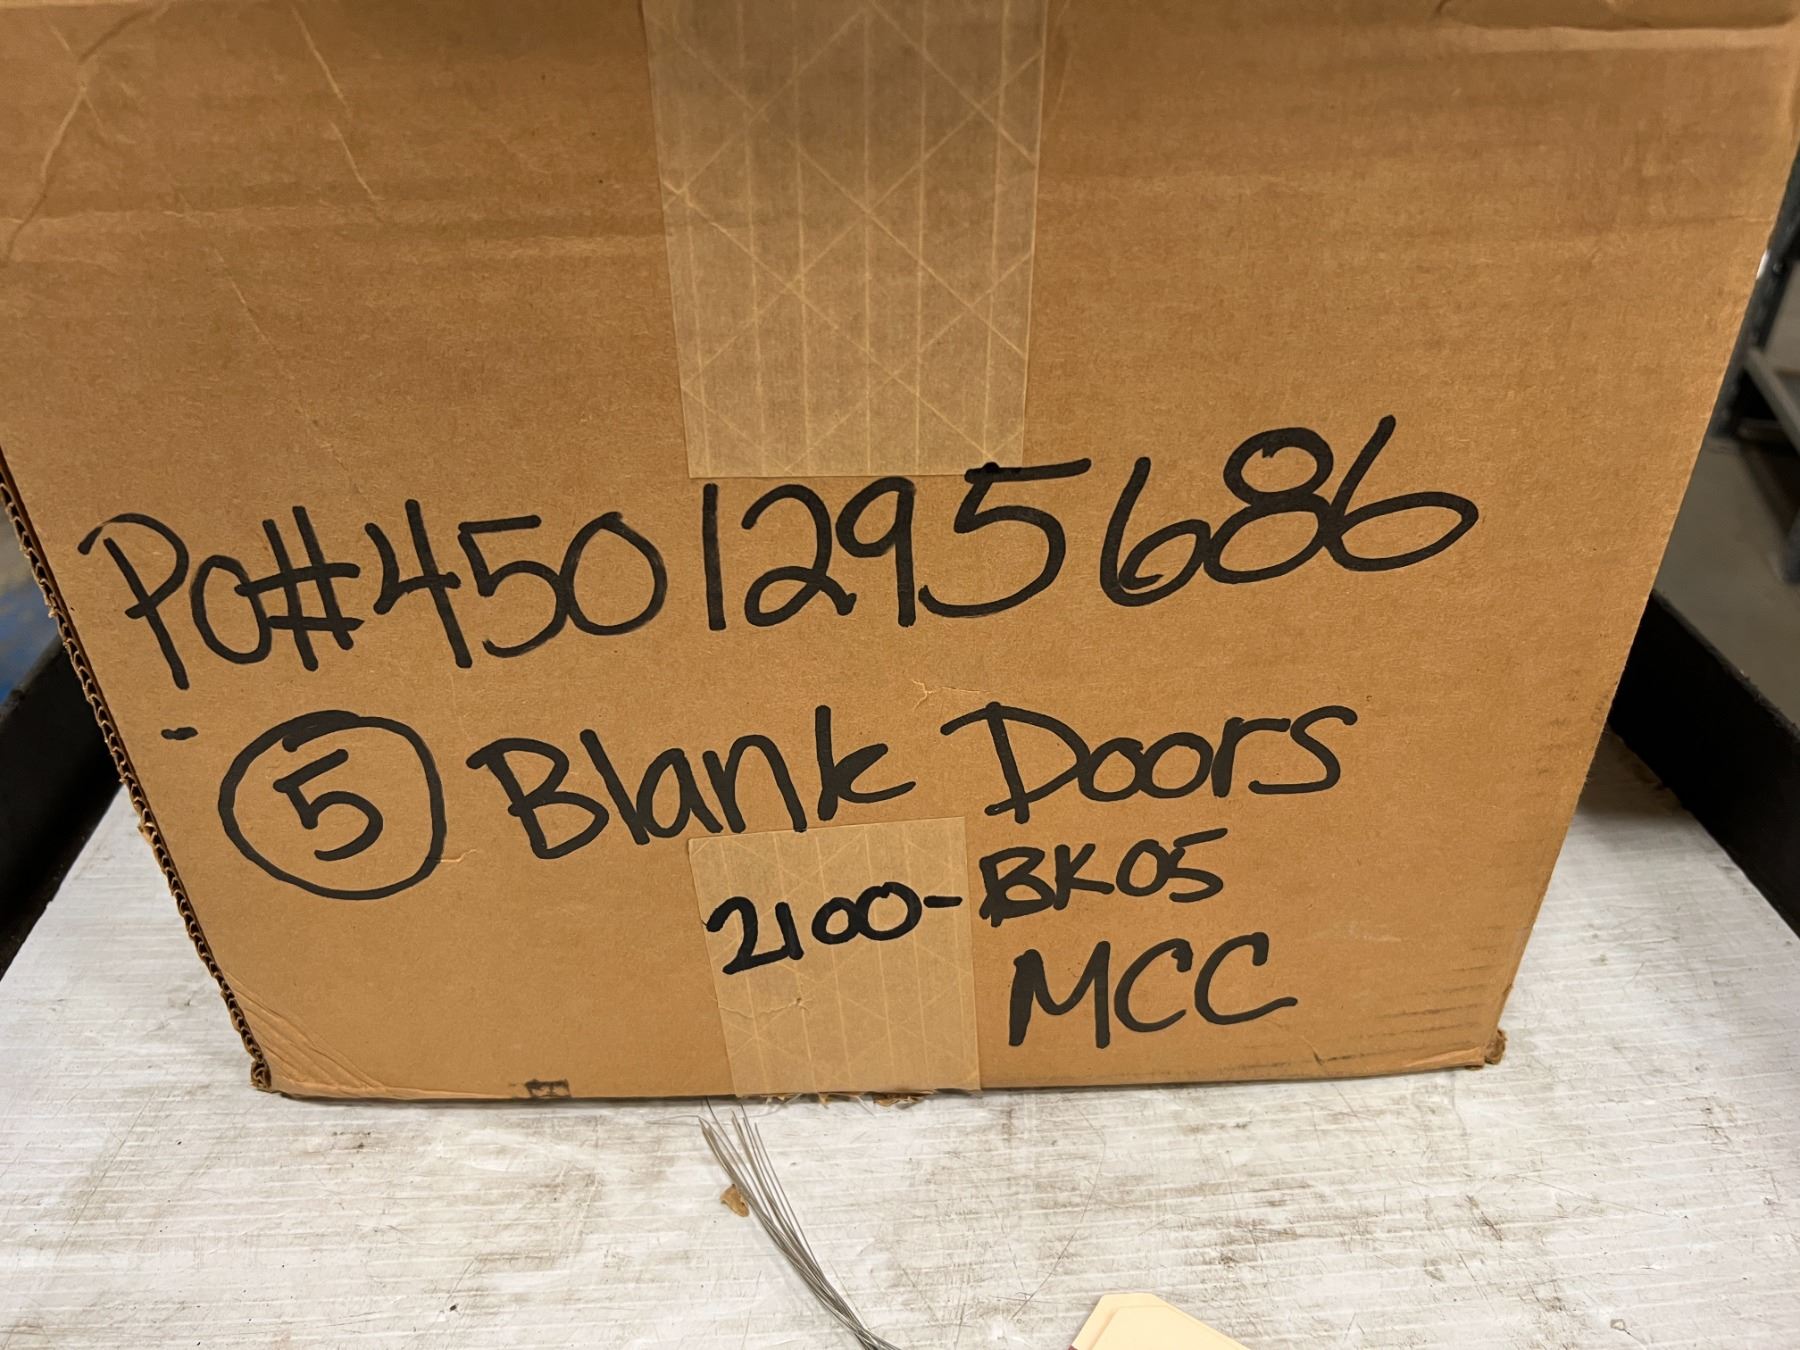 Po#4501295686
- ⑤ Blank Doors
2100-BK05
MCC